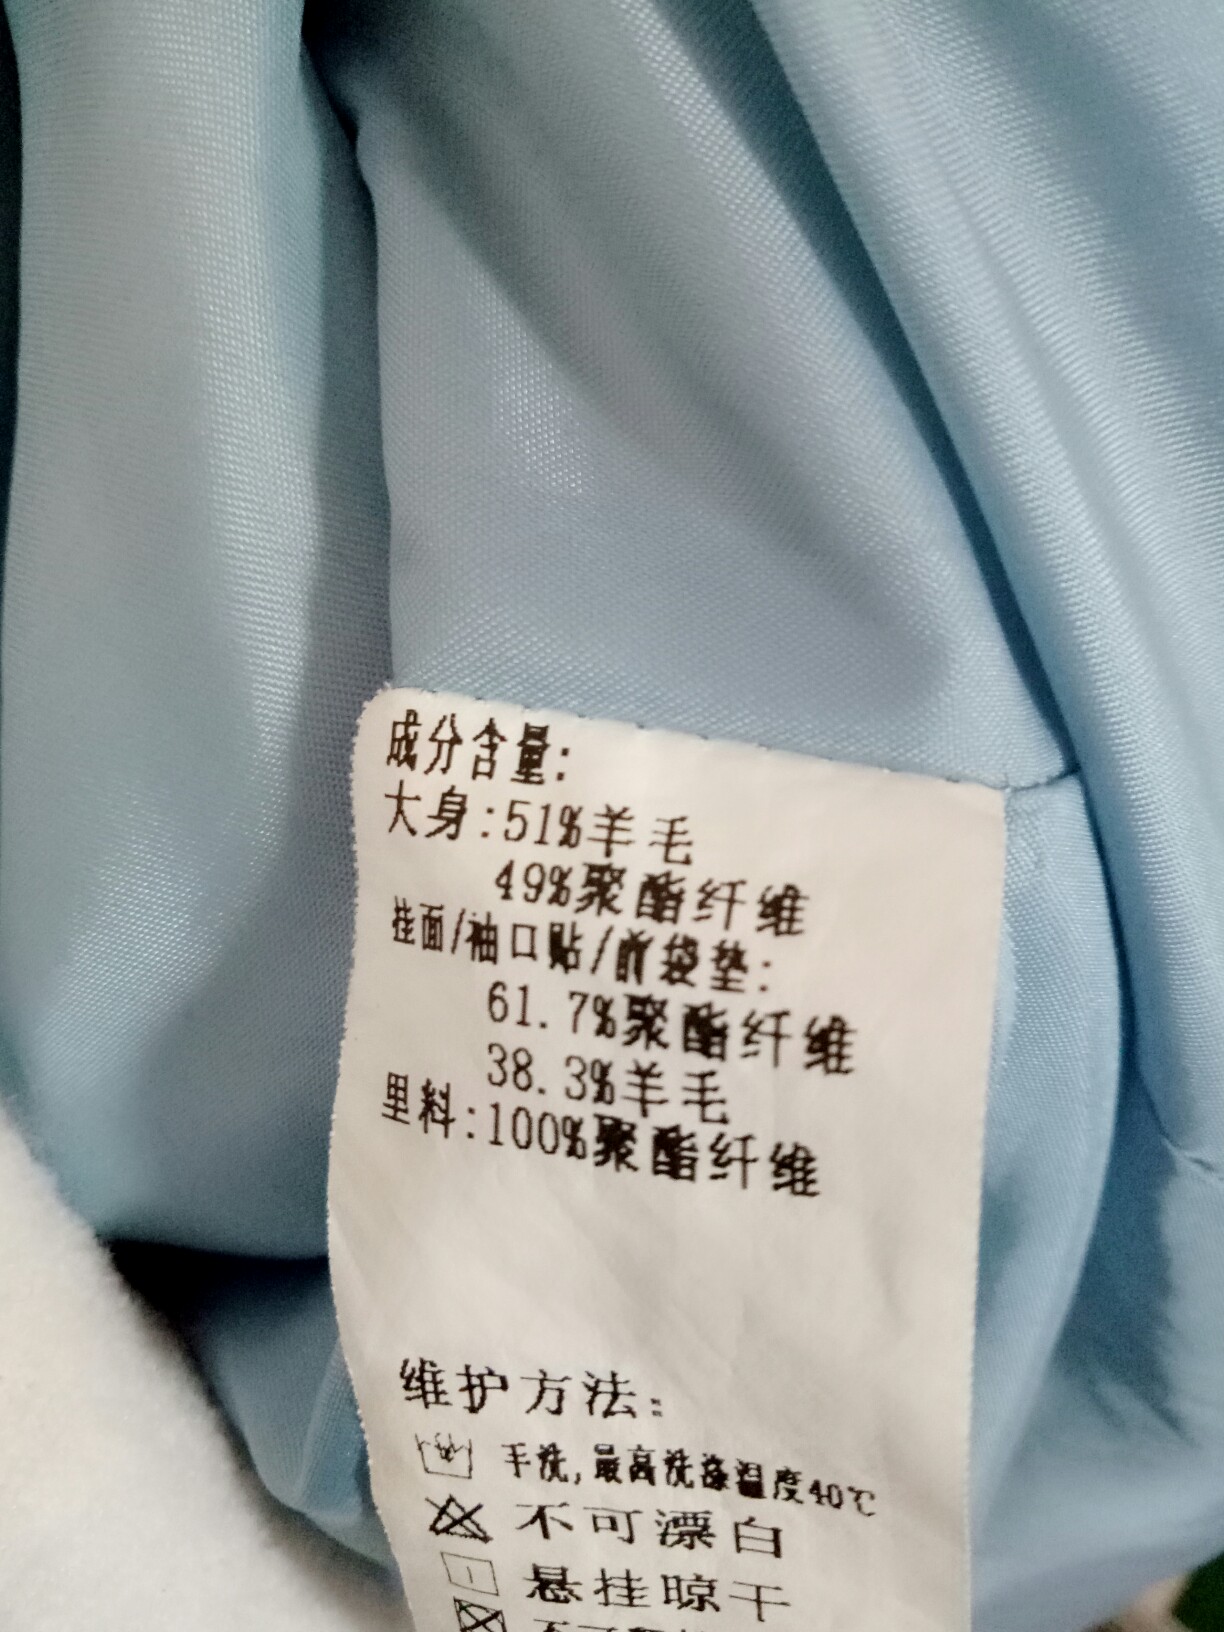 成分含量:
大身:51%羊毛
49%聚酯纤维
挂面/袖口贴/前袋垫:
61.7%聚酯纤维
38.3%羊毛
里料:100%聚酯纤维
维护方法:
手洗,最高洗涤温度40℃
不可漂白
悬挂晾干